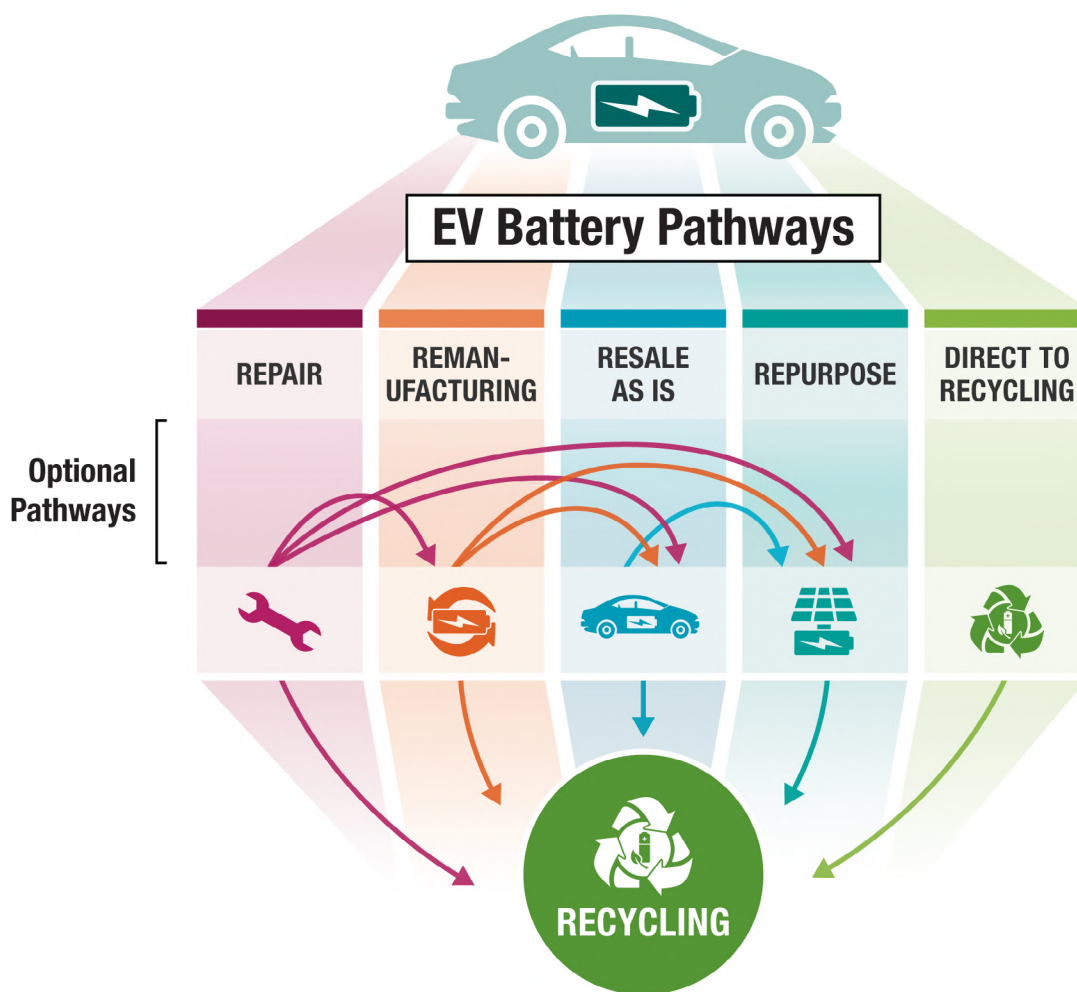 EV Battery Pathways
REPAIR
REMAN-
UFACTURING
RESALE
AS IS
REPURPOSE
DIRECT TO
RECYCLING
Optional
Pathways
RECYCLING